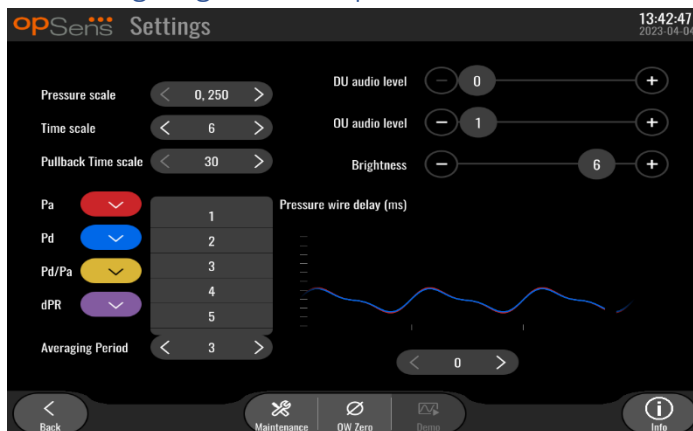 opSens Settings
13:42:47
2023-04-04
Pressure scale 0, 250
Time scale 6
Pullback Time scale 30
DU audio level 0
OU audio level 1
Brightness 6
Pa
Pd
Pd/Pa
dPR
1
2
3
4
5
Averaging Period 3
Pressure wire delay (ms)
0
Back
Maintenance
OW Zero
Demo
Info